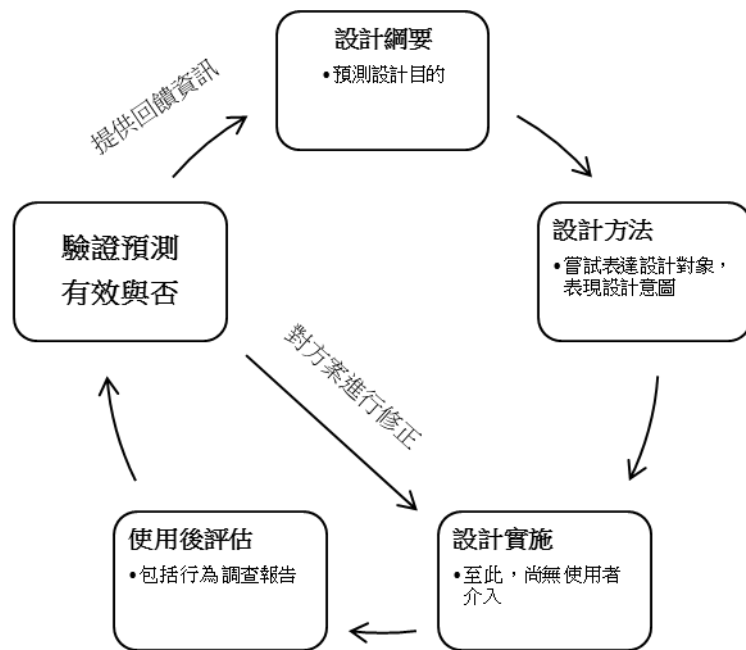 設計綱要
•預測設計目的
提供回饋資訊
驗證預測
有效與否
設計方法
•嘗試表達設計對象，
表現設計意圖
對方案進行修正
使用後評估
•包括行為調查報告
設計實施
•至此，尚無使用者
介入